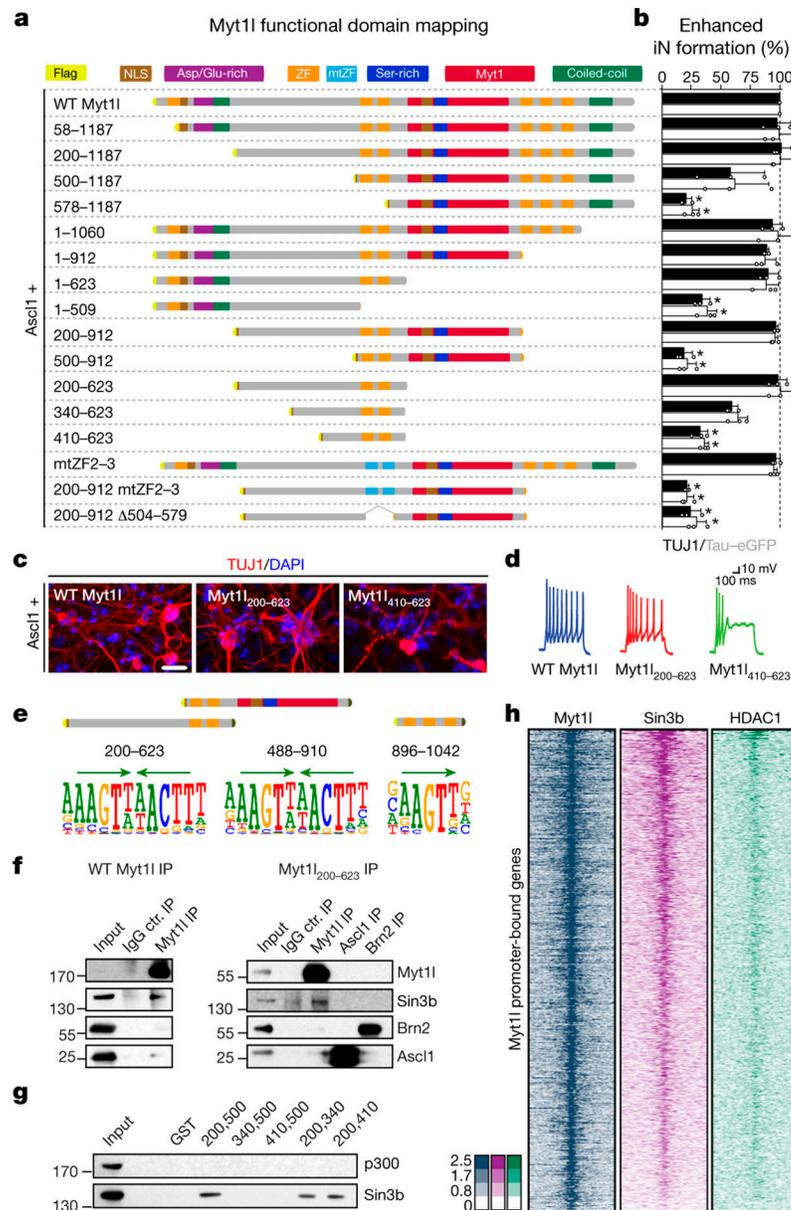 a
Myt1l functional domain mapping
Flag NLS Asp/Glu-rich ZF mtZF Ser-rich Myt1 Coiled-coil
Ascl1 +
WT Myt1l
58–1187
200–1187
500–1187
578–1187
1–1060
1–912
1–623
1–509
200–912
500–912
200–623
340–623
410–623
mtZF2–3
200–912 mtZF2–3
200–912 Δ504–579
b
Enhanced
iN formation (%)
0 25 50 75 100
*
*
*
*
*
*
*
*
*
*
*
*
TUJ1/Tau–eGFP
c
TUJ1/DAPI
Ascl1 +
WT Myt1l Myt1l200–623 Myt1l410–623
d
10 mV
100 ms
WT Myt1l Myt1l200–623 Myt1l410–623
e
200–623 488–910 896–1042
f
WT Myt1l IP Myt1l200–623 IP
Input IgG ctr. IP Myt1l IP Input IgG ctr. IP Myt1l IP Ascl1 IP Brn2 IP
170 55 Myt1l
130 130 Sin3b
55 55 Brn2
25 25 Ascl1
g
Input GST 200,500 340,500 410,500 200,340 200,410
170 p300
130 Sin3b
h
Myt1l Sin3b HDAC1
Myt1l promoter-bound genes
2.5
1.7
0.8
0